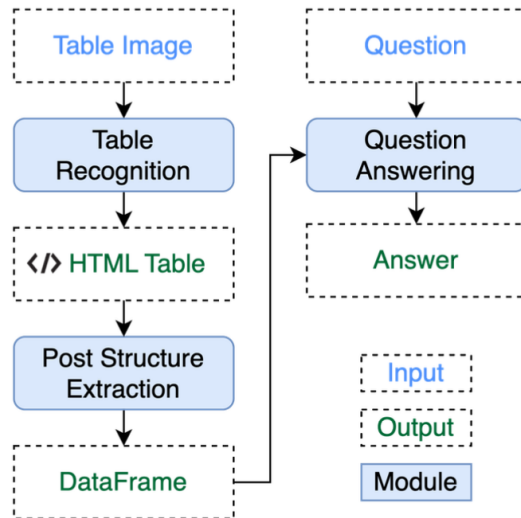 Table Image
Table
Recognition
</> HTML Table
Post Structure
Extraction
DataFrame
Question
Question
Answering
Answer
Input
Output
Module